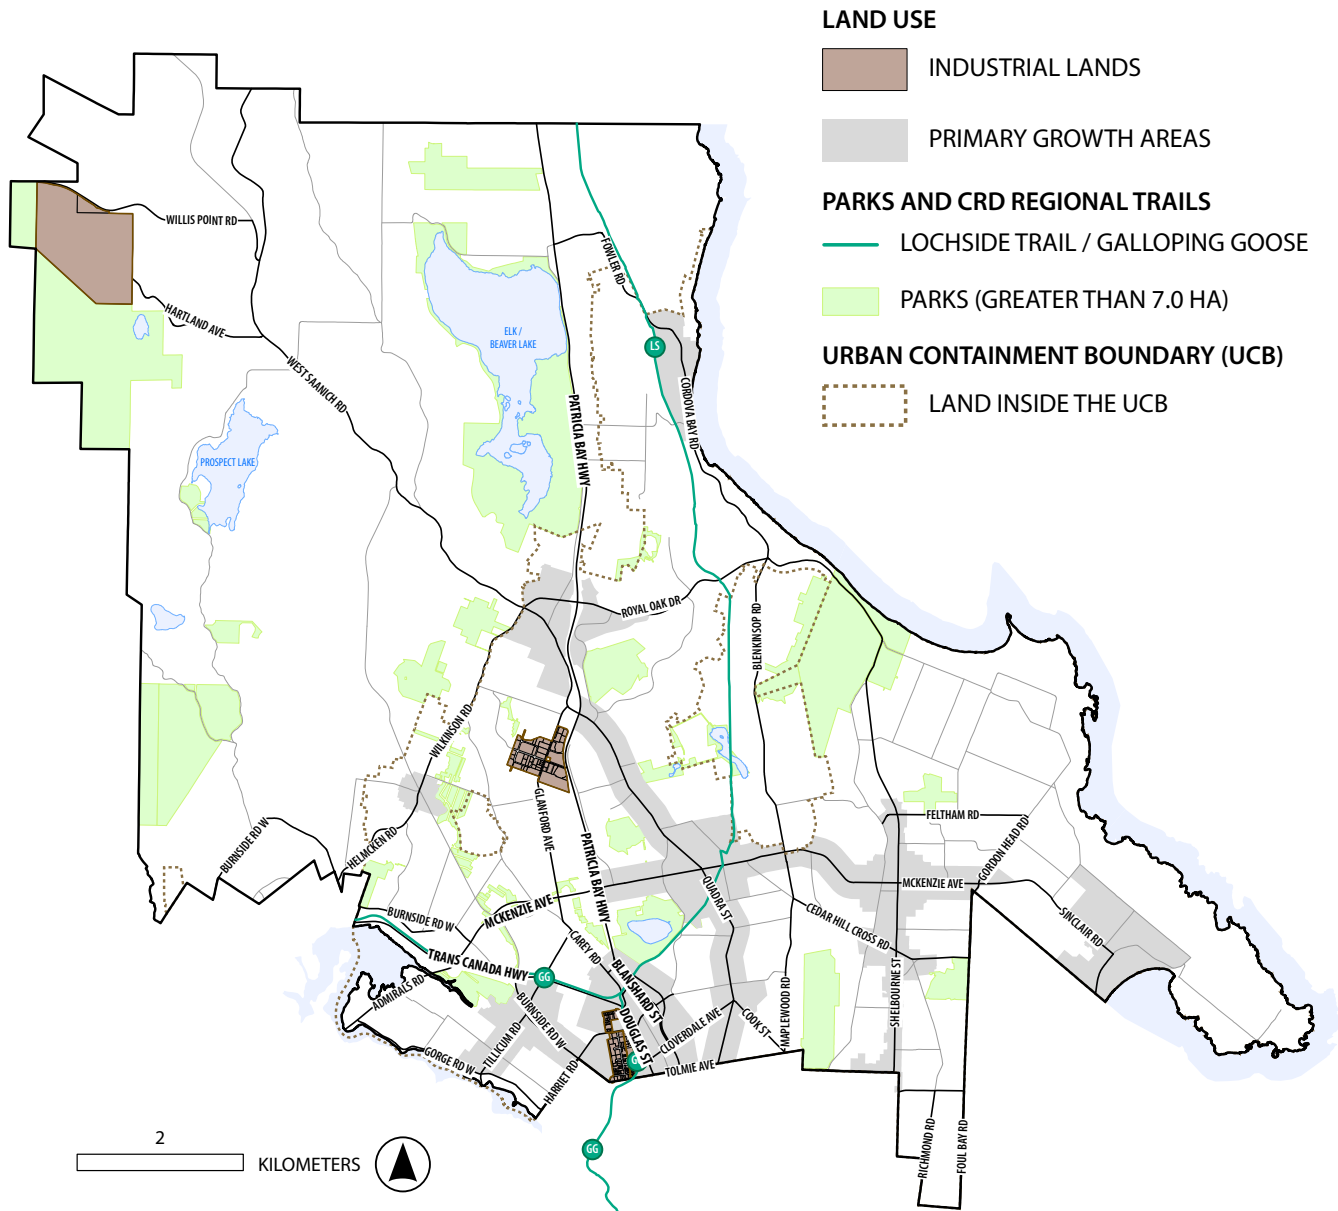 LAND USE
INDUSTRIAL LANDS
PRIMARY GROWTH AREAS
PARKS AND CRD REGIONAL TRAILS
LOCHSIDE TRAIL / GALLOPING GOOSE
PARKS (GREATER THAN 7.0 HA)
URBAN CONTAINMENT BOUNDARY (UCB)
LAND INSIDE THE UCB
WILLIS POINT RD
HARTLAND AVE
WEST SAANICH RD
ELK /
BEAVER LAKE
FOWLER RD
LS
CORDOVA BAY RD
PATRICIA BAY HWY
PROSPECT LAKE
ROYAL OAK DR
BLENKINSOP RD
WILKINSON RD
GLANFORD AVE
PATRICIA BAY HWY
BURNSIDE RD W
HELMCKEN RD
FELTHAM RD
GORDON HEAD RD
MCKENZIE AVE
QUADRA ST
MCKENZIE AVE
BURNSIDE RD W
CAREY RD
CEDAR HILL CROSS RD
SINCLAIR RD
TRANS CANADA HWY
GG
ADMIRALS RD
BLANSHARD ST
DOUGLAS ST
BURNSIDE RD W
TILLICUM RD
CLOVERDALE AVE
COOK ST
MAPLEWOOD RD
SHELBOURNE ST
GORGE RD W
HARRIET RD
G
TOLMIE AVE
GG
RICHMOND RD
FOUL BAY RD
2
KILOMETERS